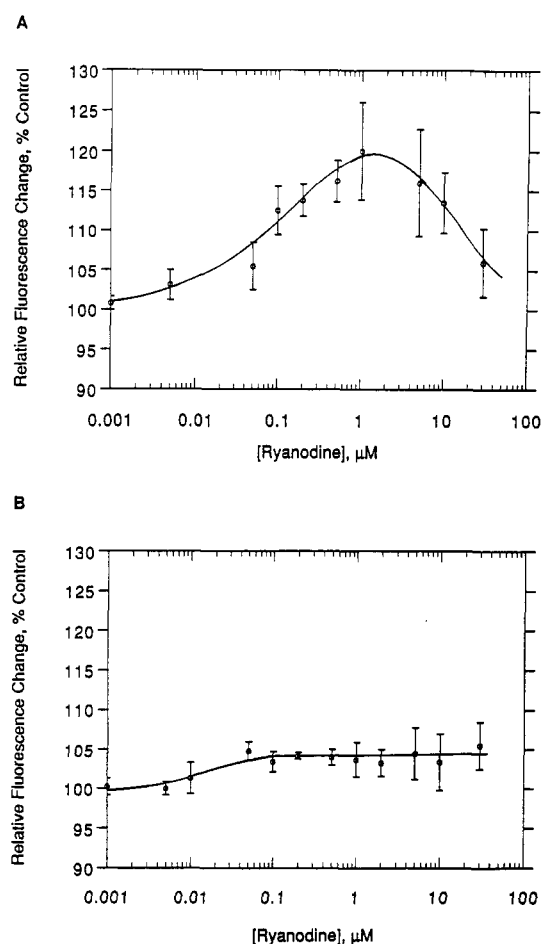 A
Relative Fluorescence Change, % Control
130
125
120
115
110
105
100
95
90
0.001 0.01 0.1 1 10 100
[Ryanodine], μM
B
Relative Fluorescence Change, % Control
130
125
120
115
110
105
100
95
90
0.001 0.01 0.1 1 10 100
[Ryanodine], μM